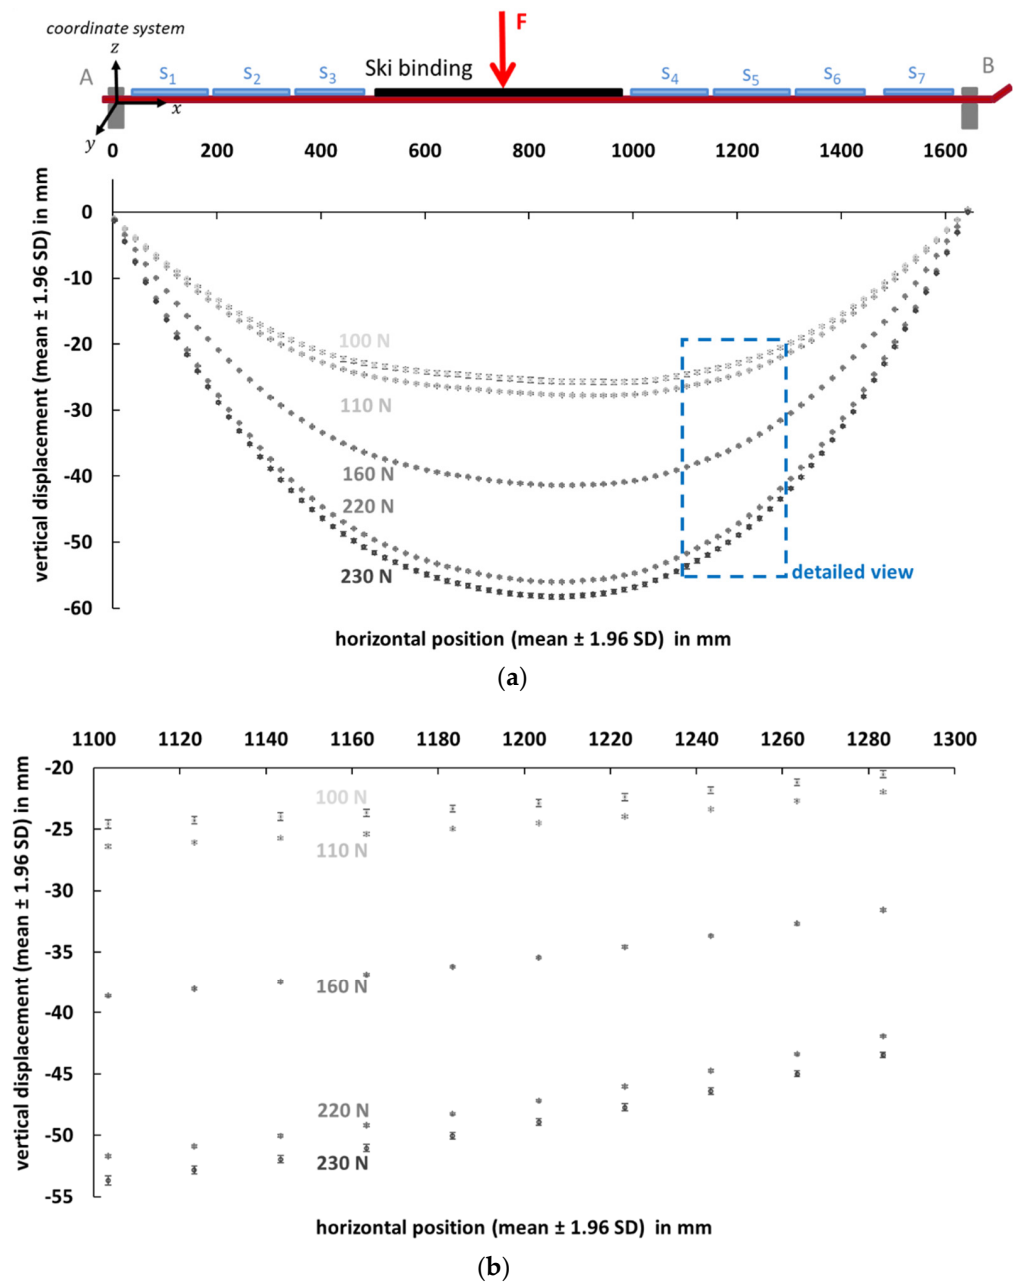 (a)
coordinate system
z
F
A
S1
S2
S3
Ski binding
S4
S5
S6
S7
B
x
y
0 200 400 600 800 1000 1200 1400 1600
vertical displacement (mean ± 1.96 SD) in mm
0
-10
-20
-30
-40
-50
-60
100 N
110 N
160 N
220 N
230 N
detailed view
horizontal position (mean ± 1.96 SD) in mm
(a)
1100 1120 1140 1160 1180 1200 1220 1240 1260 1280 1300
vertical displacement (mean ± 1.96 SD) in mm
-20
-25
-30
-35
-40
-45
-50
-55
100 N
110 N
160 N
220 N
230 N
horizontal position (mean ± 1.96 SD) in mm
(b)